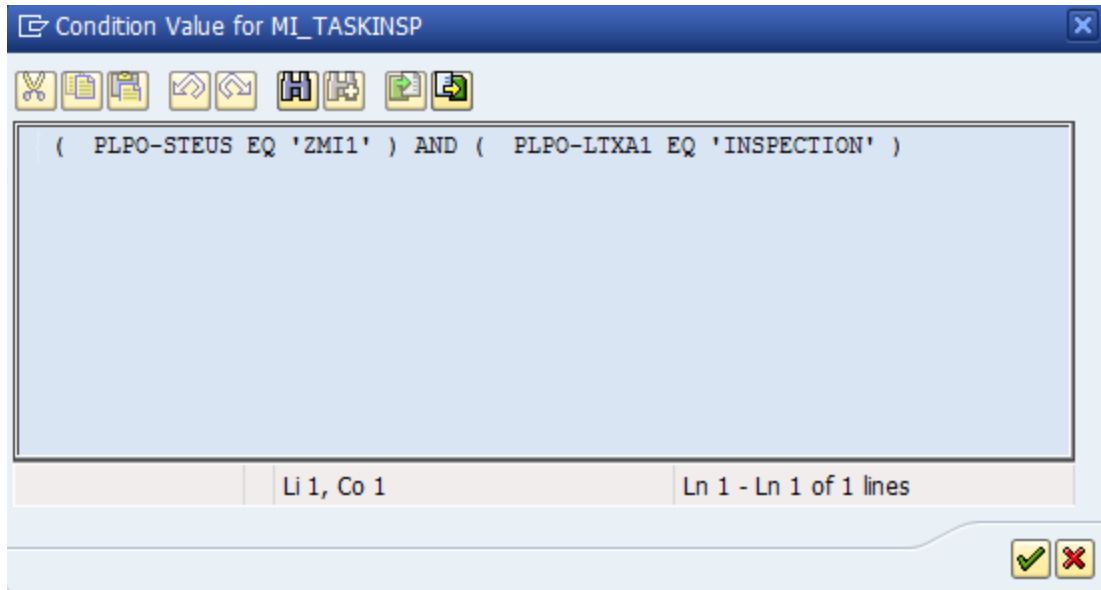 Condition Value for MI_TASKINSP
( PLPO-STEUS EQ 'ZMI1' ) AND ( PLPO-LTXA1 EQ 'INSPECTION' )
Li 1, Co 1 Ln 1 - Ln 1 of 1 lines